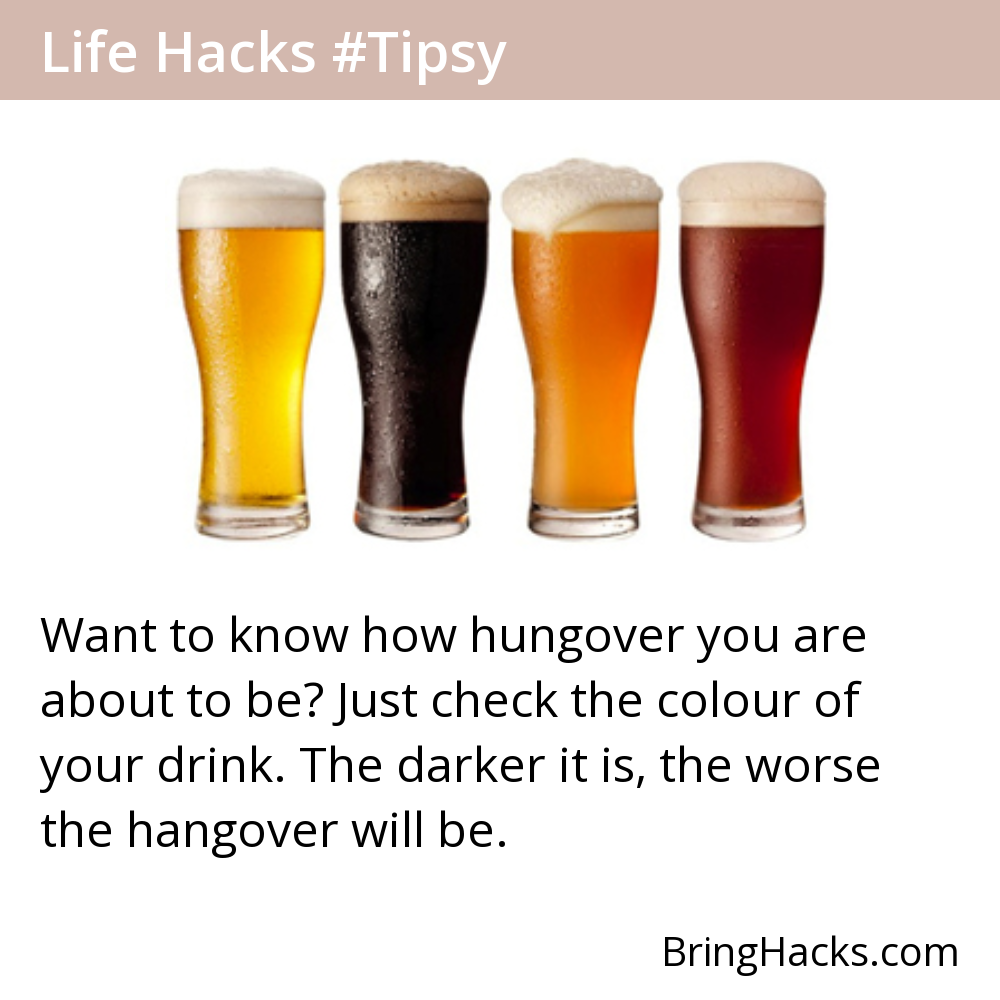 Life Hacks #Tipsy
Want to know how hungover you are
about to be? Just check the colour of
your drink. The darker it is, the worse
the hangover will be.
BringHacks.com